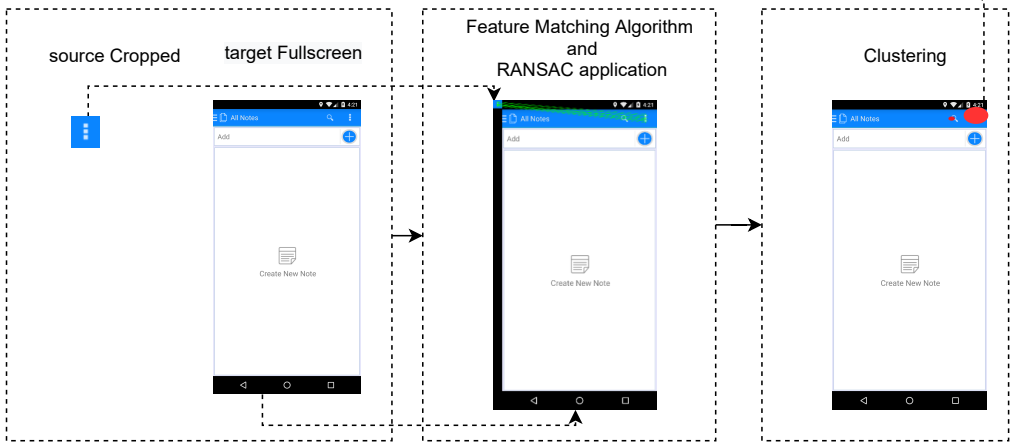 source Cropped
target Fullscreen
4:21
All Notes
Add
Create New Note
Feature Matching Algorithm
and
RANSAC application
4:21
All Notes
Add
Create New Note
Clustering
4:21
All Notes
Add
Create New Note